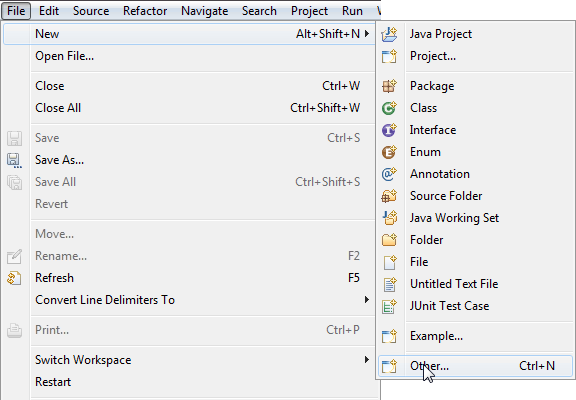 File Edit Source Refactor Navigate Search Project Run
New Alt+Shift+N
Open File...
Close Ctrl+W
Close All Ctrl+Shift+W
Save Ctrl+S
Save As...
Save All Ctrl+Shift+S
Revert
Move...
Rename... F2
Refresh F5
Convert Line Delimiters To
Print... Ctrl+P
Switch Workspace
Restart
Java Project
Project...
Package
Class
Interface
Enum
Annotation
Source Folder
Java Working Set
Folder
File
Untitled Text File
JUnit Test Case
Example...
Other... Ctrl+N